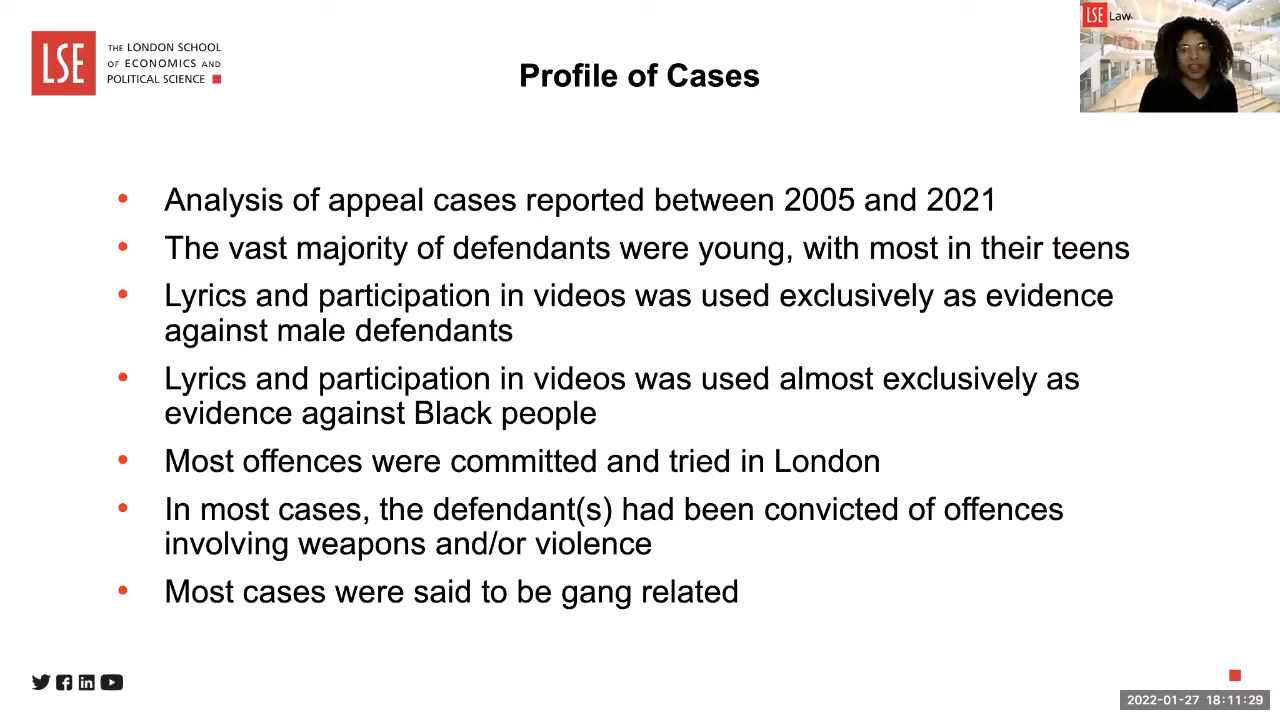 LSE
THE LONDON SCHOOL
OF ECONOMICS AND
POLITICAL SCIENCE
Profile of Cases
LSE Law
• Analysis of appeal cases reported between 2005 and 2021
• The vast majority of defendants were young, with most in their teens
• Lyrics and participation in videos was used exclusively as evidence
against male defendants
• Lyrics and participation in videos was used almost exclusively as
evidence against Black people
• Most offences were committed and tried in London
• In most cases, the defendant(s) had been convicted of offences
involving weapons and/or violence
• Most cases were said to be gang related
2022-01-27 18:11:29